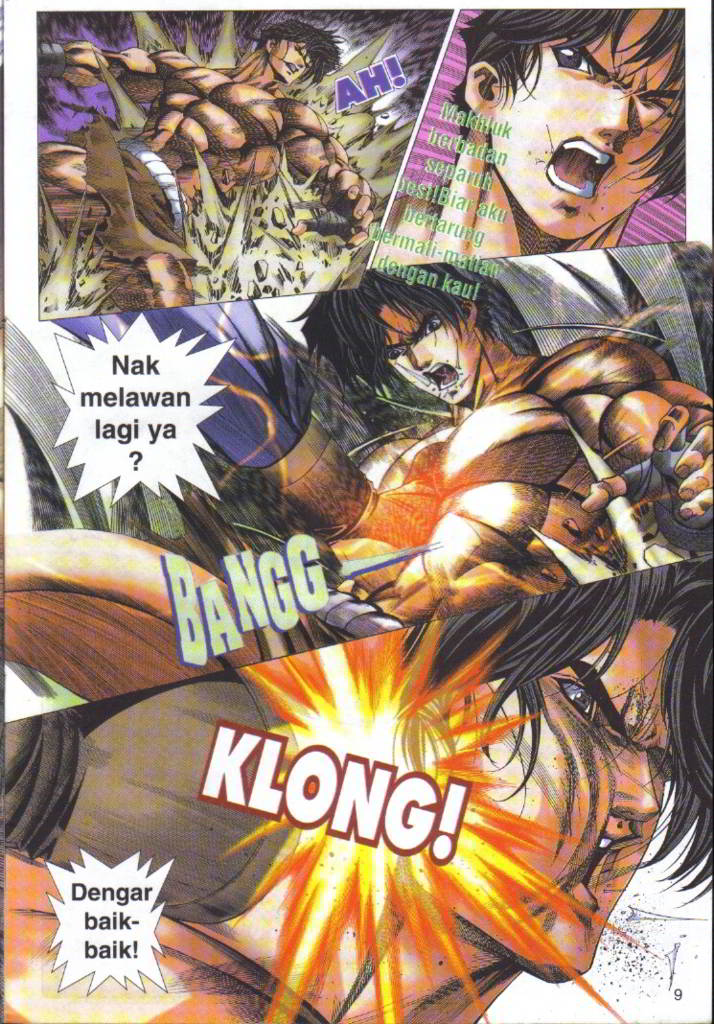 AH!
Makhluk
berbadan
separuh
besi!Biar aku
bertarung
bermati-matian
dengan kau!
Nak
melawan
lagi ya
?
BANGG
KLONG!
Dengar
baik-
baik!
9